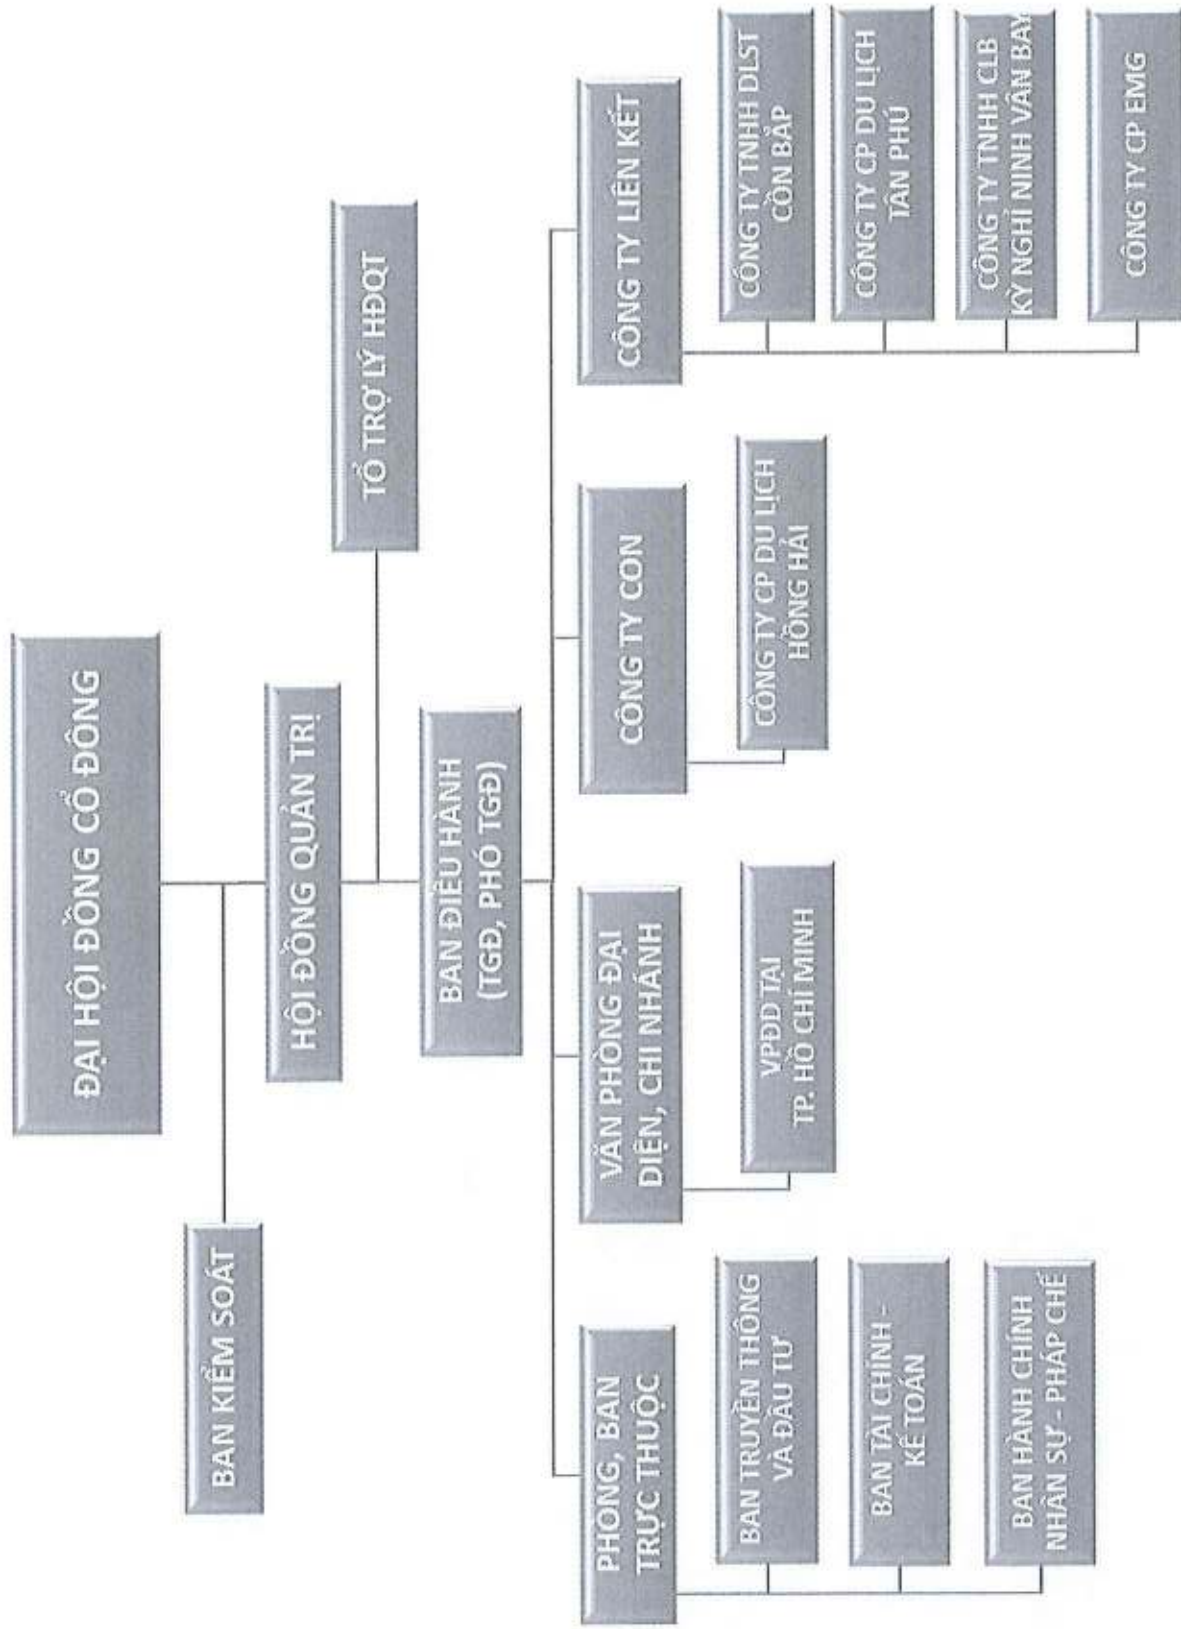 ĐẠI HỘI ĐỒNG CỔ ĐÔNG
BAN KIỂM SOÁT
HỘI ĐỒNG QUẢN TRỊ
TỔ TRỢ LÝ HĐQT
BAN ĐIỀU HÀNH
(TGĐ, PHÓ TGĐ)
PHÒNG, BAN
TRỰC THUỘC
BAN TRUYỀN THÔNG
VÀ ĐẦU TƯ
BAN TÀI CHÍNH -
KẾ TOÁN
BAN HÀNH CHÍNH
NHÂN SỰ - PHÁP CHẾ
VĂN PHÒNG ĐẠI
DIỆN, CHI NHÁNH
VPĐD TẠI
TP. HỒ CHÍ MINH
CÔNG TY CON
CÔNG TY CP DU LỊCH
HỒNG HẢI
CÔNG TY LIÊN KẾT
CÔNG TY TNHH DLST
CỒN BẮP
CÔNG TY CP DU LỊCH
TÂN PHÚ
CÔNG TY TNHH CLB
KỲ NGHỈ NINH VÂN BAY
CÔNG TY CP EMG